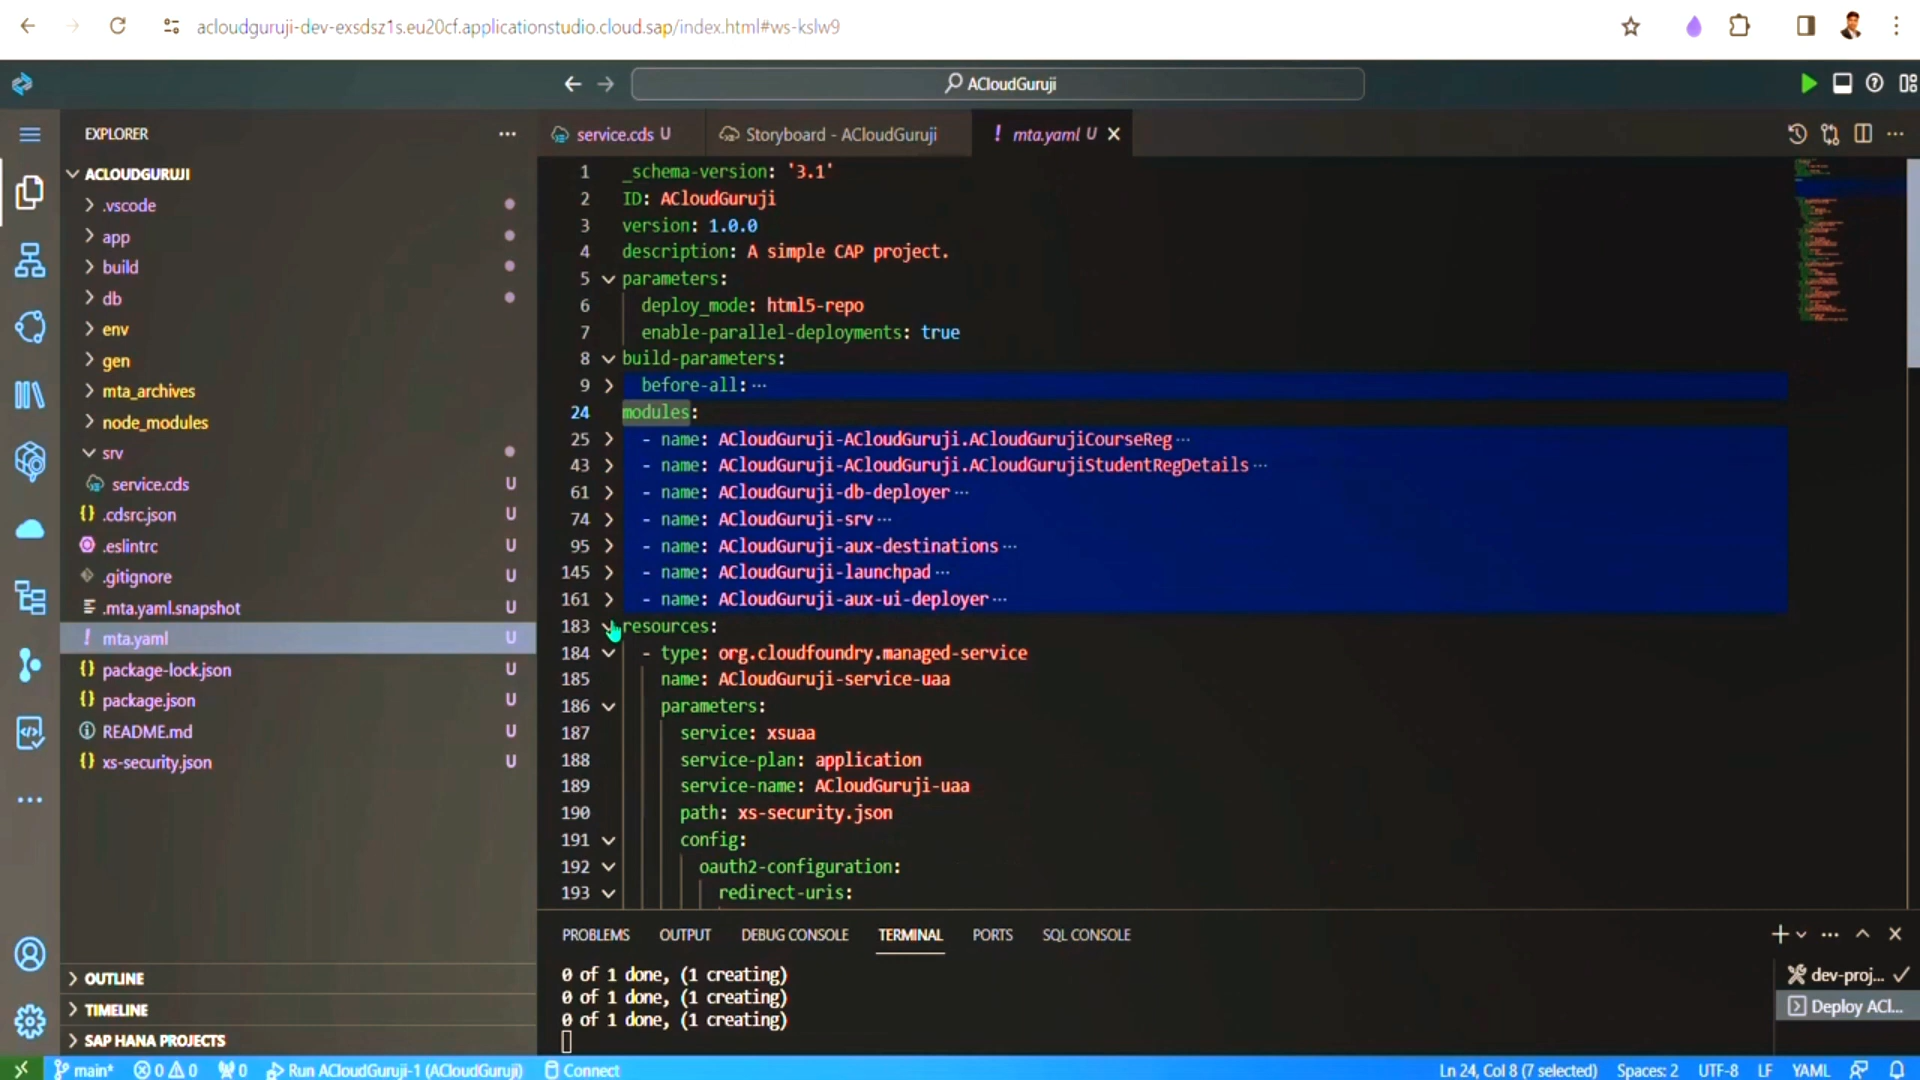 acloudguruji-dev-exsdsz1s.eu20cf.applicationstudio.cloud.sap/index.html#ws-kslw9
ACloudGuruji
EXPLORER
ACLOUDGURUJI
.vscode
app
build
db
env
gen
mta_archives
node_modules
srv
service.cds U
.cdsrc.json U
.eslintrc U
.gitignore U
.mta.yaml.snapshot U
mta.yaml U
package-lock.json U
package.json U
README.md U
xs-security.json U
OUTLINE
TIMELINE
SAP HANA PROJECTS
service.cds U
Storyboard - ACloudGuruji
! mta.yaml U
1 _schema-version: '3.1'
2 ID: ACloudGuruji
3 version: 1.0.0
4 description: A simple CAP project.
5 parameters:
6 deploy_mode: html5-repo
7 enable-parallel-deployments: true
8 build-parameters:
9 before-all: ···
24 modules:
25 - name: ACloudGuruji-ACloudGuruji.ACloudGurujiCourseReg ···
43 - name: ACloudGuruji-ACloudGuruji.ACloudGurujiStudentRegDetails ···
61 - name: ACloudGuruji-db-deployer ···
74 - name: ACloudGuruji-srv ···
95 - name: ACloudGuruji-aux-destinations ···
145 - name: ACloudGuruji-launchpad ···
161 - name: ACloudGuruji-aux-ui-deployer ···
183 resources:
184 - type: org.cloudfoundry.managed-service
185 name: ACloudGuruji-service-uaa
186 parameters:
187 service: xsuaa
188 service-plan: application
189 service-name: ACloudGuruji-uaa
190 path: xs-security.json
191 config:
192 oauth2-configuration:
193 redirect-uris:
PROBLEMS OUTPUT DEBUG CONSOLE TERMINAL PORTS SQL CONSOLE
0 of 1 done, (1 creating)
0 of 1 done, (1 creating)
0 of 1 done, (1 creating)
dev-proj...
Deploy ACl...
main* 0 0 0 Run ACloudGuruji-1 (ACloudGuruji) Connect Ln 24, Col 8 (7 selected) Spaces: 2 UTF-8 LF YAML